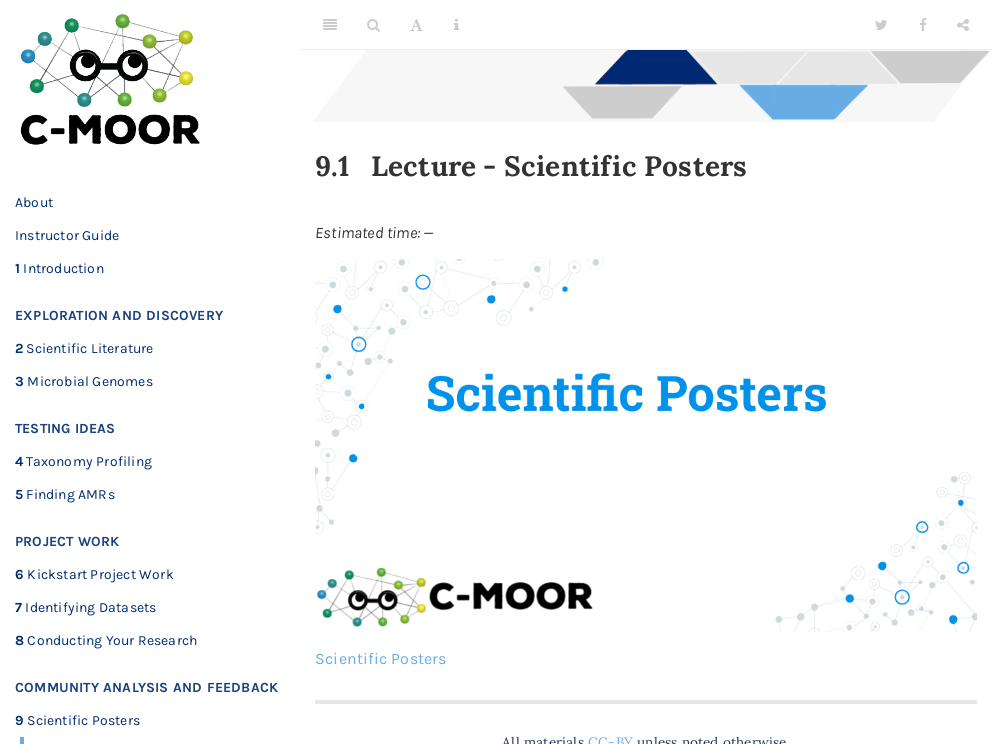 C-MOOR
About
Instructor Guide
1 Introduction
EXPLORATION AND DISCOVERY
2 Scientific Literature
3 Microbial Genomes
TESTING IDEAS
4 Taxonomy Profiling
5 Finding AMRs
PROJECT WORK
6 Kickstart Project Work
7 Identifying Datasets
8 Conducting Your Research
COMMUNITY ANALYSIS AND FEEDBACK
9 Scientific Posters
9.1 Lecture - Scientific Posters
Estimated time: —
Scientific Posters
C-MOOR
Scientific Posters
All materials CC-BY unless noted otherwise